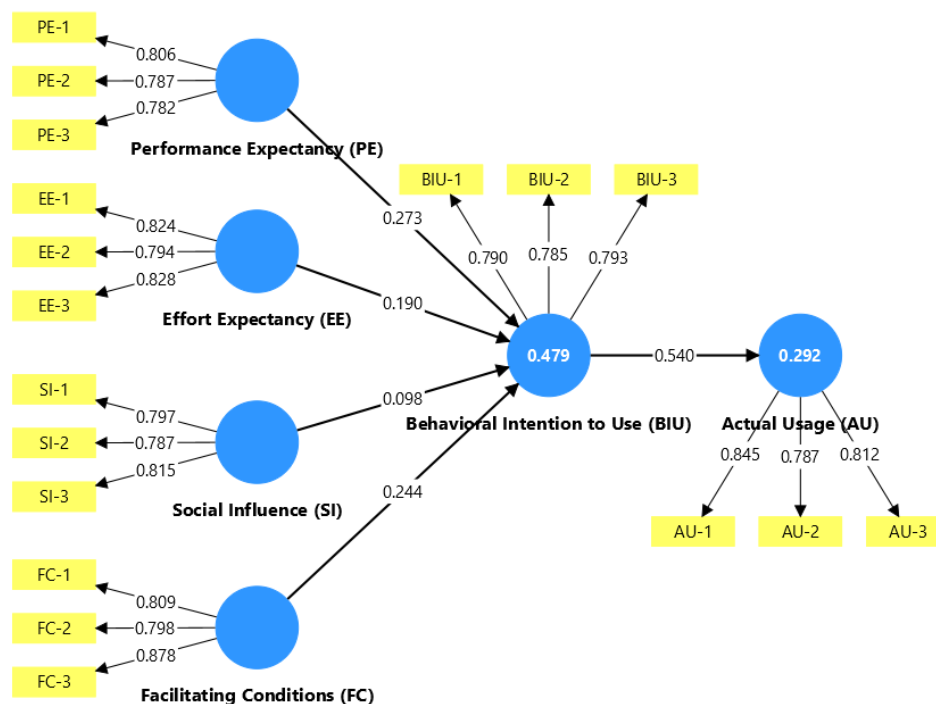 PE-1
0.806
PE-2
0.787
0.782
PE-3
Performance Expectancy (PE)
EE-1
0.824
EE-2
0.794
0.828
EE-3
Effort Expectancy (EE)
SI-1
0.797
SI-2
0.787
0.815
SI-3
Social Influence (SI)
FC-1
0.809
FC-2
0.798
0.878
FC-3
Facilitating Conditions (FC)
0.273
0.190
0.098
0.244
BIU-1
BIU-2
BIU-3
0.790
0.785
0.793
0.479
Behavioral Intention to Use (BIU)
0.540
0.292
Actual Usage (AU)
0.845
0.787
0.812
AU-1
AU-2
AU-3